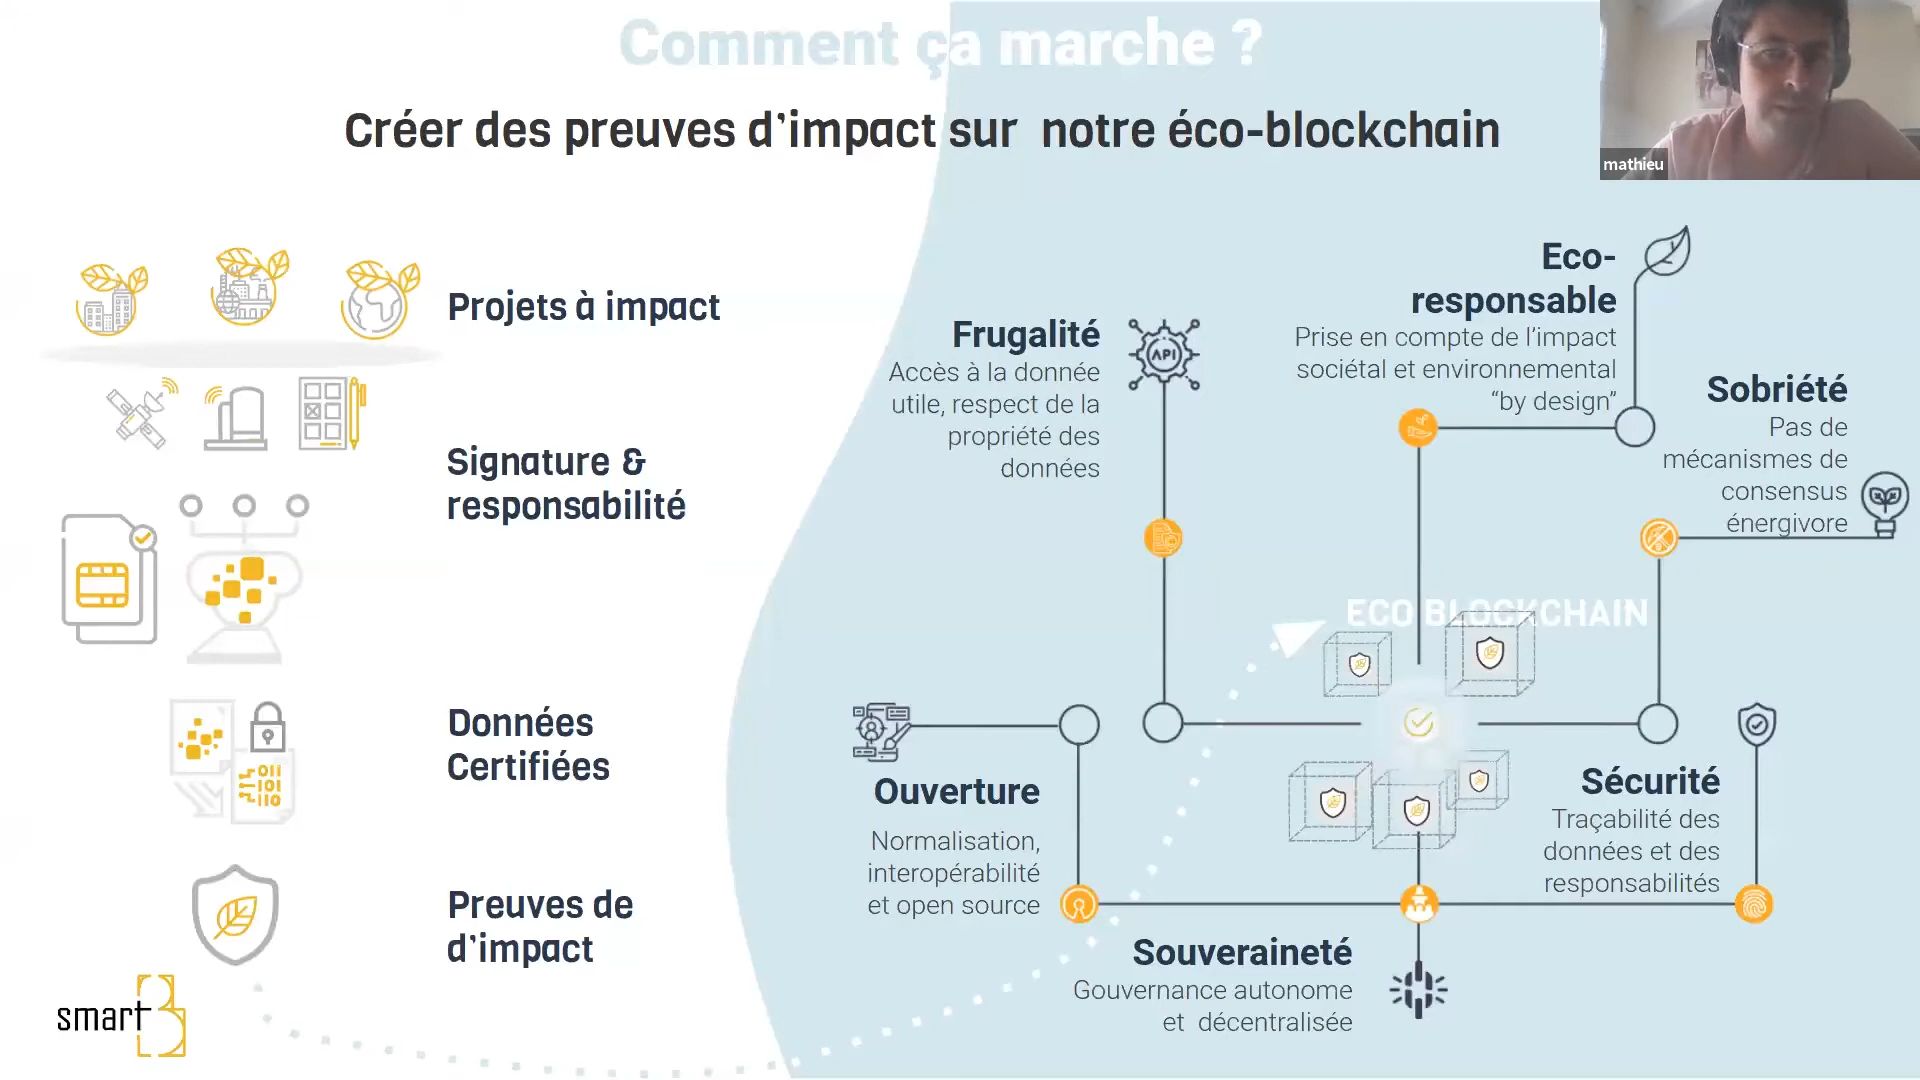 Comment ça marche ?
Créer des preuves d’impact sur notre éco-blockchain
mathieu
Projets à impact
Signature &
responsabilité
Données
Certifiées
Preuves de
d’impact
smart
Frugalité
Accès à la donnée
utile, respect de la
propriété des
données
API
Eco-
responsable
Prise en compte de l’impact
sociétal et environnemental
“by design”
Sobriété
Pas de
mécanismes de
consensus
énergivore
ECO BLOCKCHAIN
Ouverture
Normalisation,
interopérabilité
et open source
Sécurité
Traçabilité des
données et des
responsabilités
Souveraineté
Gouvernance autonome
et décentralisée